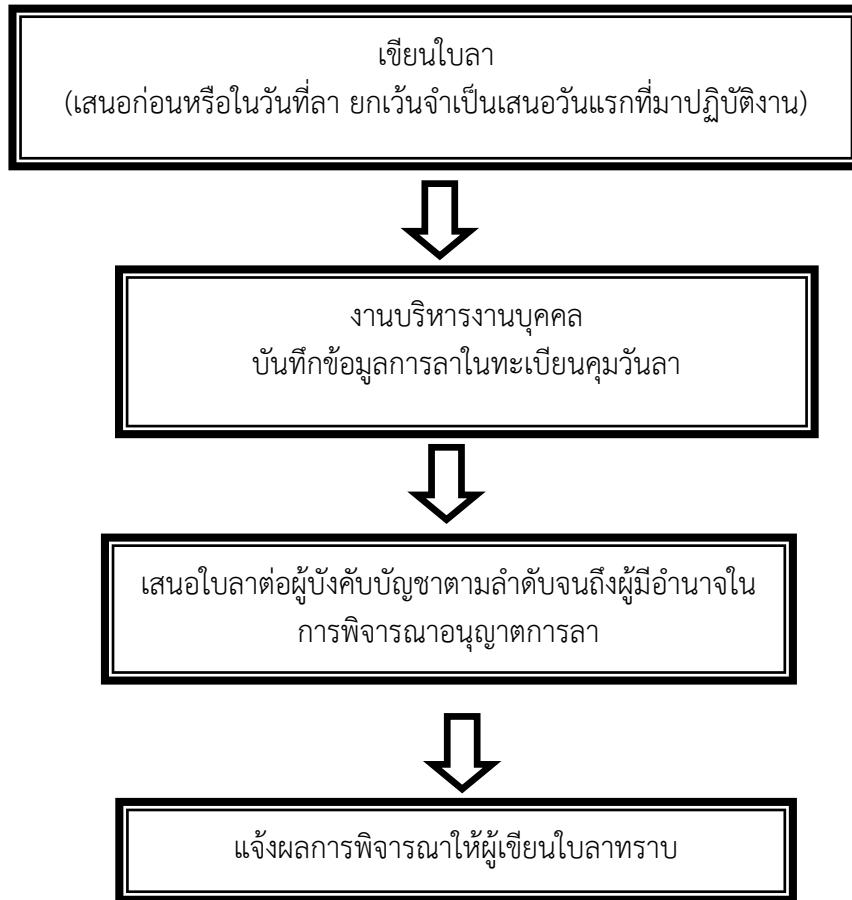 เขียนใบลา
(เสนอก่อนหรือในวันที่ลา ยกเว้นจำเป็นเสนอวันแรกที่มาปฏิบัติงาน)
งานบริหารงานบุคคล
บันทึกข้อมูลการลาในทะเบียนคุมวันลา
เสนอใบลาต่อผู้บังคับบัญชาตามลำดับจนถึงผู้มีอำนาจใน
การพิจารณาอนุญาตการลา
แจ้งผลการพิจารณาให้ผู้เขียนใบลาทราบ